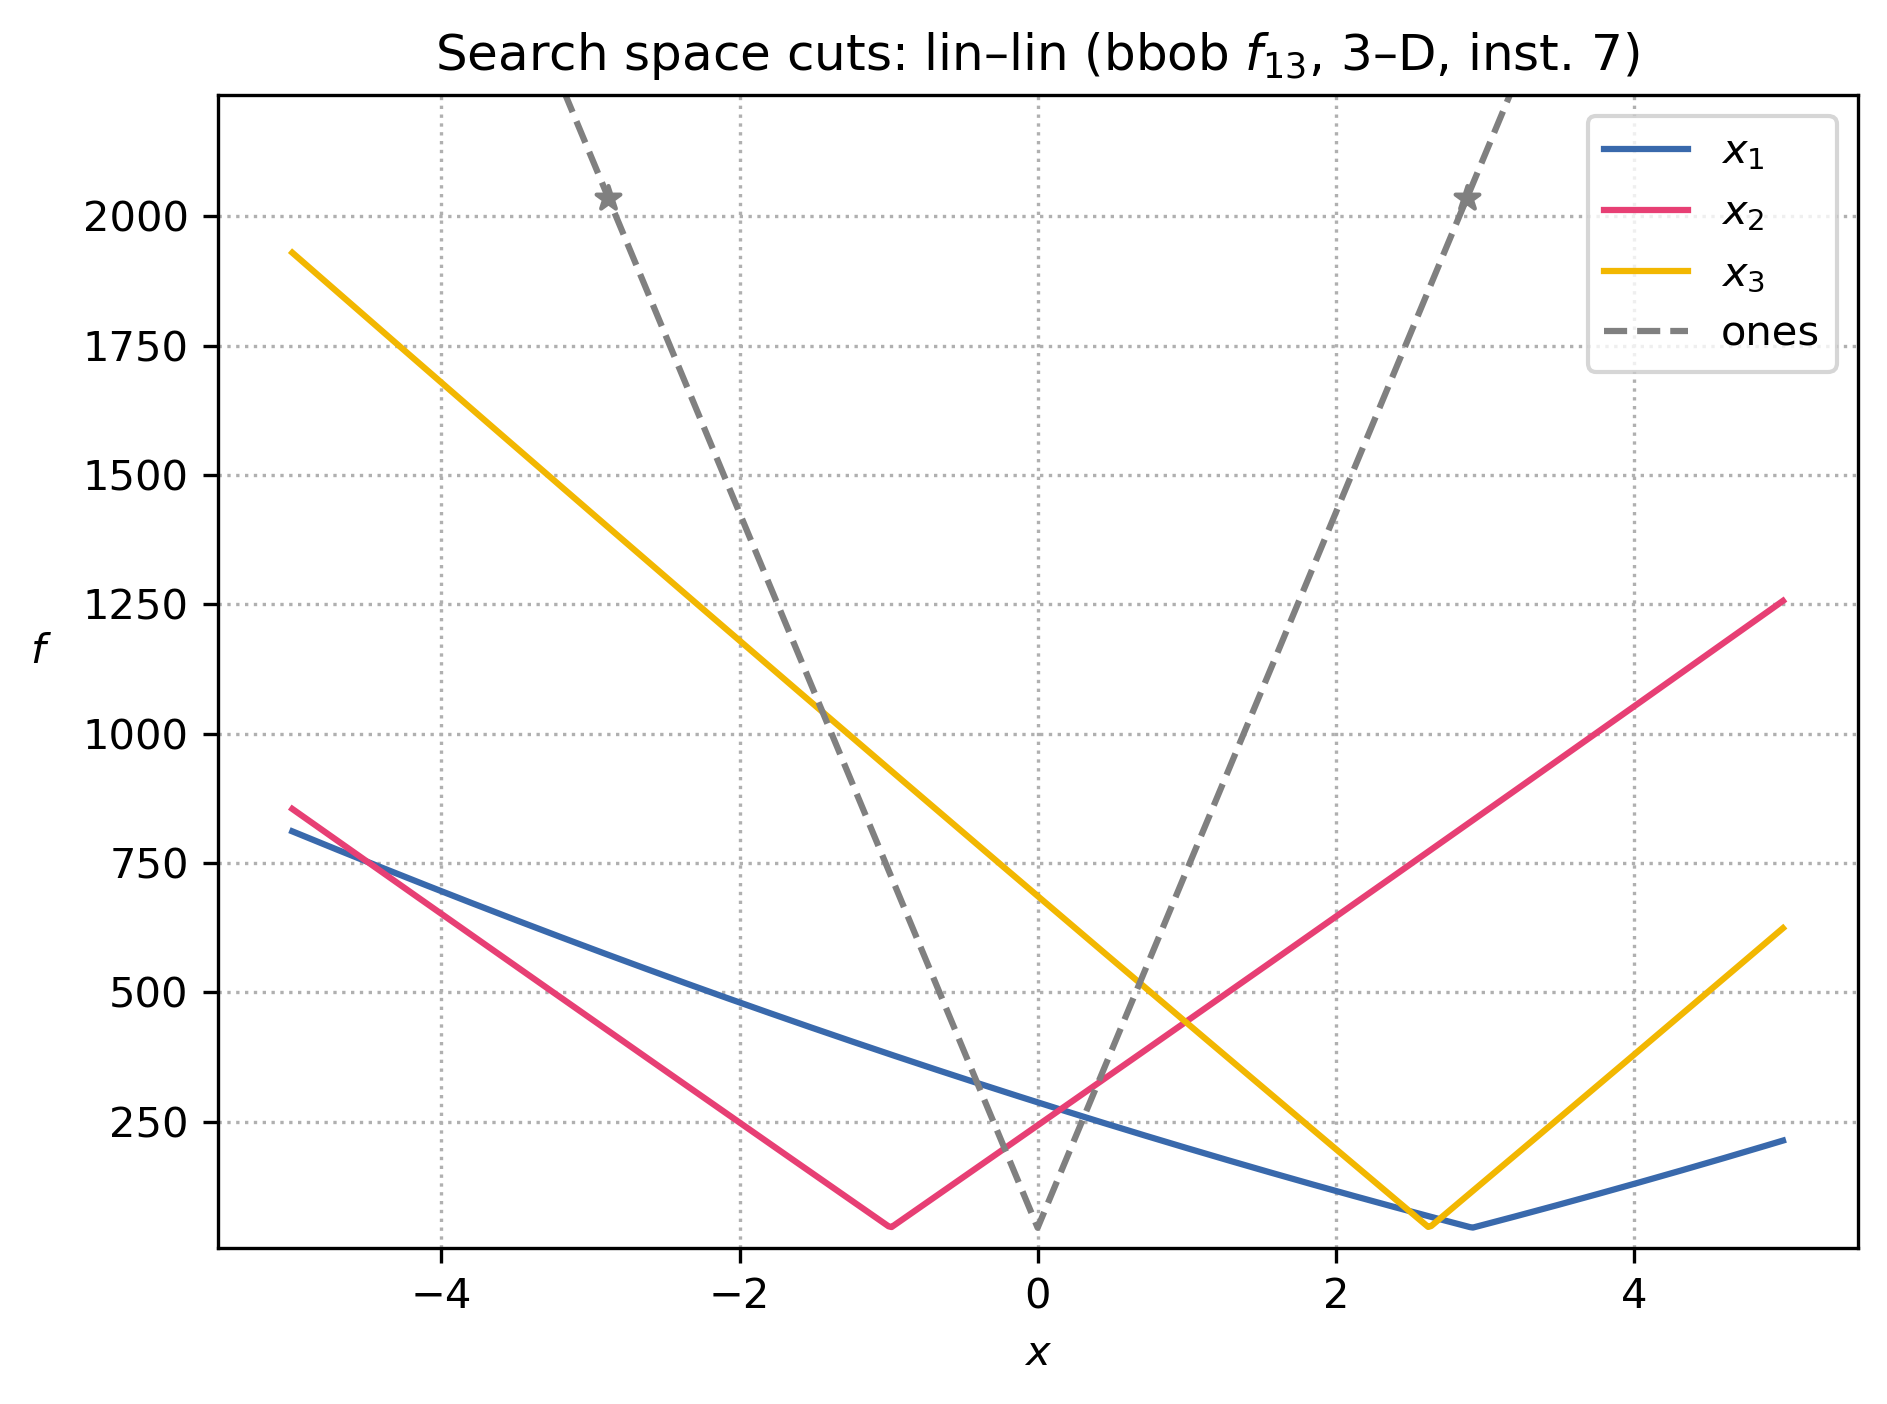 Search space cuts: lin–lin (bbob f13, 3–D, inst. 7)
x1
x2
x3
ones
2000
1750
1500
1250
1000
750
500
250
f
−4 −2 0 2 4
x